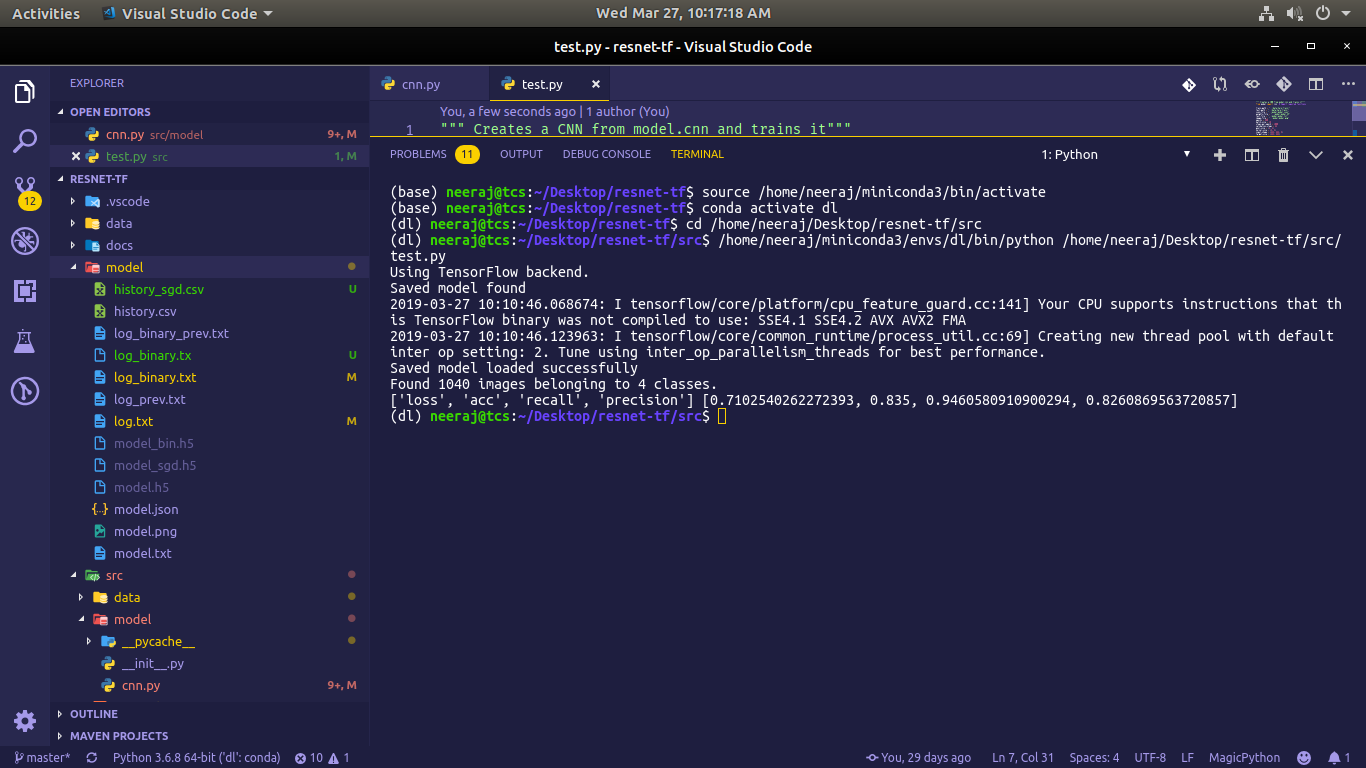 Activities
Visual Studio Code
Wed Mar 27, 10:17:18 AM
test.py - resnet-tf - Visual Studio Code
EXPLORER
OPEN EDITORS
cnn.py src/model 9+, M
test.py src 1, M
RESNET-TF
12
.vscode
data
docs
model
history_sgd.csv U
history.csv
log_binary_prev.txt
log_binary.tx U
log_binary.txt M
log_prev.txt
log.txt M
model_bin.h5
model_sgd.h5
model.h5
model.json
model.png
model.txt
src
data
model
__pycache__
__init__.py
cnn.py 9+, M
OUTLINE
MAVEN PROJECTS
cnn.py
test.py
You, a few seconds ago | 1 author (You)
1 """ Creates a CNN from model.cnn and trains it"""
PROBLEMS 11 OUTPUT DEBUG CONSOLE TERMINAL 1: Python
(base) neeraj@tcs:~/Desktop/resnet-tf$ source /home/neeraj/miniconda3/bin/activate
(base) neeraj@tcs:~/Desktop/resnet-tf$ conda activate dl
(dl) neeraj@tcs:~/Desktop/resnet-tf$ cd /home/neeraj/Desktop/resnet-tf/src
(dl) neeraj@tcs:~/Desktop/resnet-tf/src$ /home/neeraj/miniconda3/envs/dl/bin/python /home/neeraj/Desktop/resnet-tf/src/
test.py
Using TensorFlow backend.
Saved model found
2019-03-27 10:10:46.068674: I tensorflow/core/platform/cpu_feature_guard.cc:141] Your CPU supports instructions that th
is TensorFlow binary was not compiled to use: SSE4.1 SSE4.2 AVX AVX2 FMA
2019-03-27 10:10:46.123963: I tensorflow/core/common_runtime/process_util.cc:69] Creating new thread pool with default
inter op setting: 2. Tune using inter_op_parallelism_threads for best performance.
Saved model loaded successfully
Found 1040 images belonging to 4 classes.
['loss', 'acc', 'recall', 'precision'] [0.7102540262272393, 0.835, 0.9460580910900294, 0.8260869563720857]
(dl) neeraj@tcs:~/Desktop/resnet-tf/src$
master* Python 3.6.8 64-bit ('dl': conda) 10 1 You, 29 days ago Ln 7, Col 31 Spaces: 4 UTF-8 LF MagicPython 1